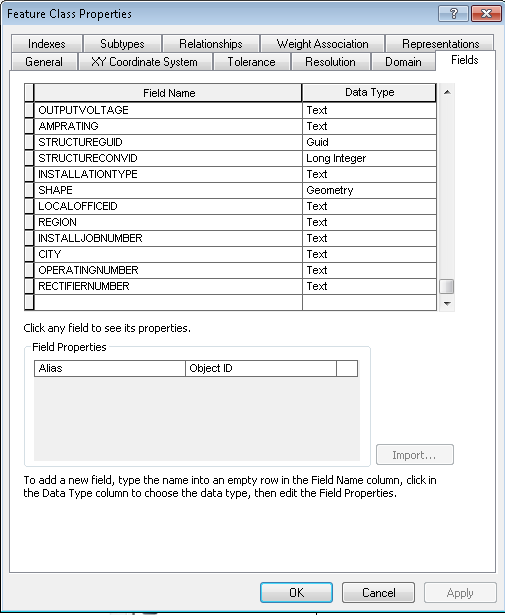 Feature Class Properties
Indexes Subtypes Relationships Weight Association Representations
General XY Coordinate System Tolerance Resolution Domain Fields
Field Name Data Type
OUTPUTVOLTAGE Text
AMPRATING Text
STRUCTUREGUID Guid
STRUCTURECONVID Long Integer
INSTALLATIONTYPE Text
SHAPE Geometry
LOCALOFFICEID Text
REGION Text
INSTALLJOBNUMBER Text
CITY Text
OPERATINGNUMBER Text
RECTIFIERNUMBER Text
Click any field to see its properties.
Field Properties
Alias Object ID
Import...
To add a new field, type the name into an empty row in the Field Name column, click in
the Data Type column to choose the data type, then edit the Field Properties.
OK Cancel Apply